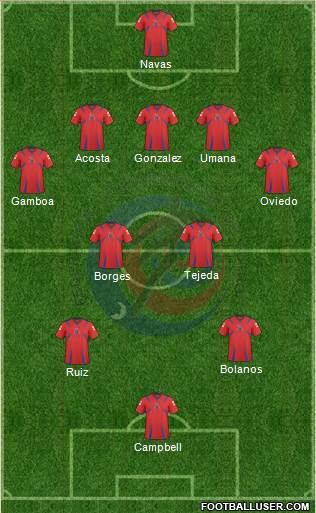 Navas
Acosta Gonzalez Umana
Gamboa Oviedo
Borges Tejeda
Ruiz Bolanos
Campbell
FOOTBALLUSER.COM